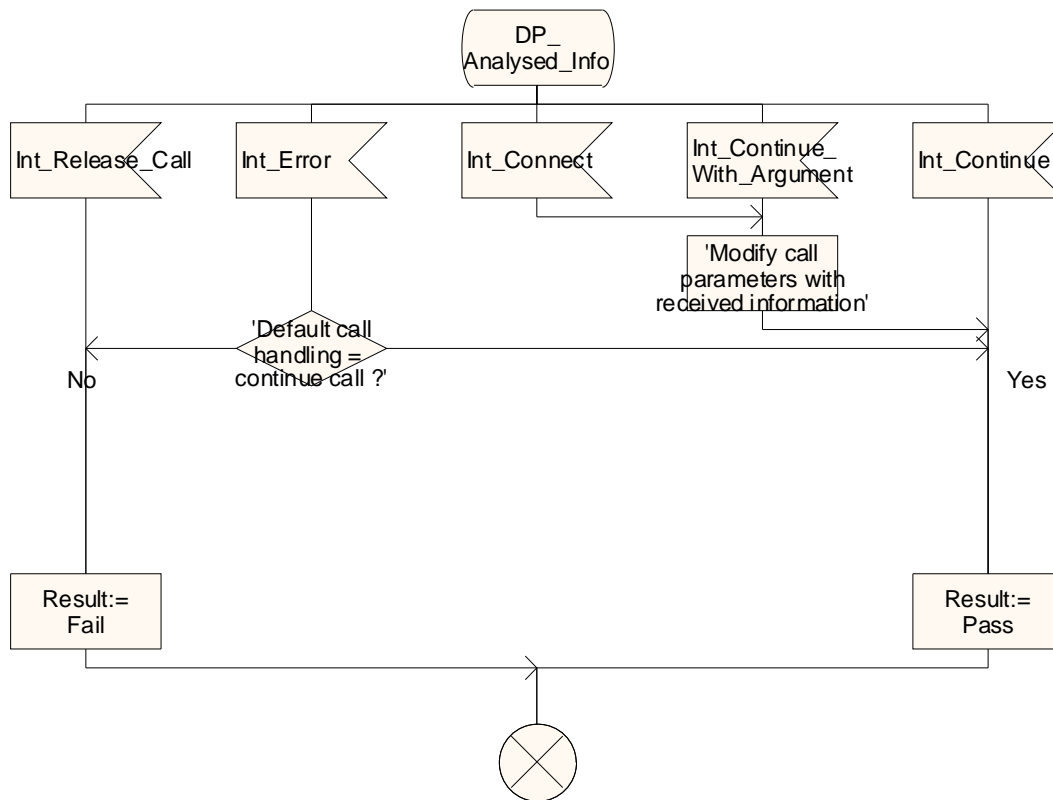 DP_
Analysed_Info
Int_Release_Call
Int_Error
Int_Connect
Int_Continue_
With_Argument
Int_Continue
'Modify call
parameters with
received information'
'Default call
handling =
continue call ?'
No
Yes
Result:=
Fail
Result:=
Pass